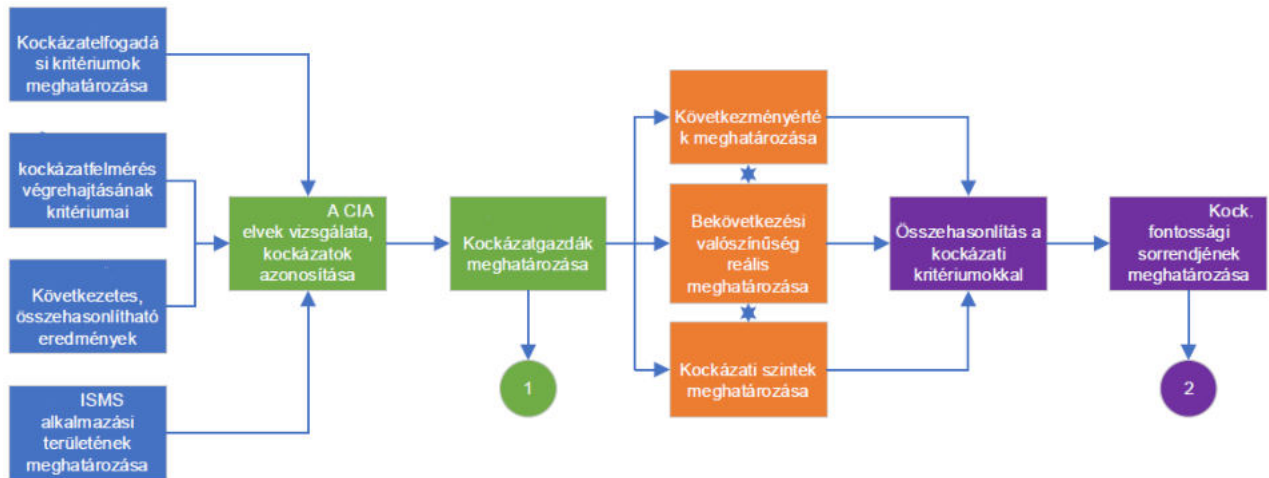 Kockázatelfogadá
si kritériumok
meghatározása
kockázatfelmérés
végrehajtásának
kritériumai
Következetes,
összehasonlítható
eredmények
ISMS
alkalmazási
területének
meghatározása
A CIA
elvek vizsgálata,
kockázatok
azonosítása
Kockázatgazdák
meghatározása
1
Következményérté
k meghatározása
Bekövetkezési
valószínűség
reális
meghatározása
Kockázati szintek
meghatározása
Összehasonlítás a
kockázati
kritériumokkal
Kock.
fontossági
sorrendjének
meghatározása
2